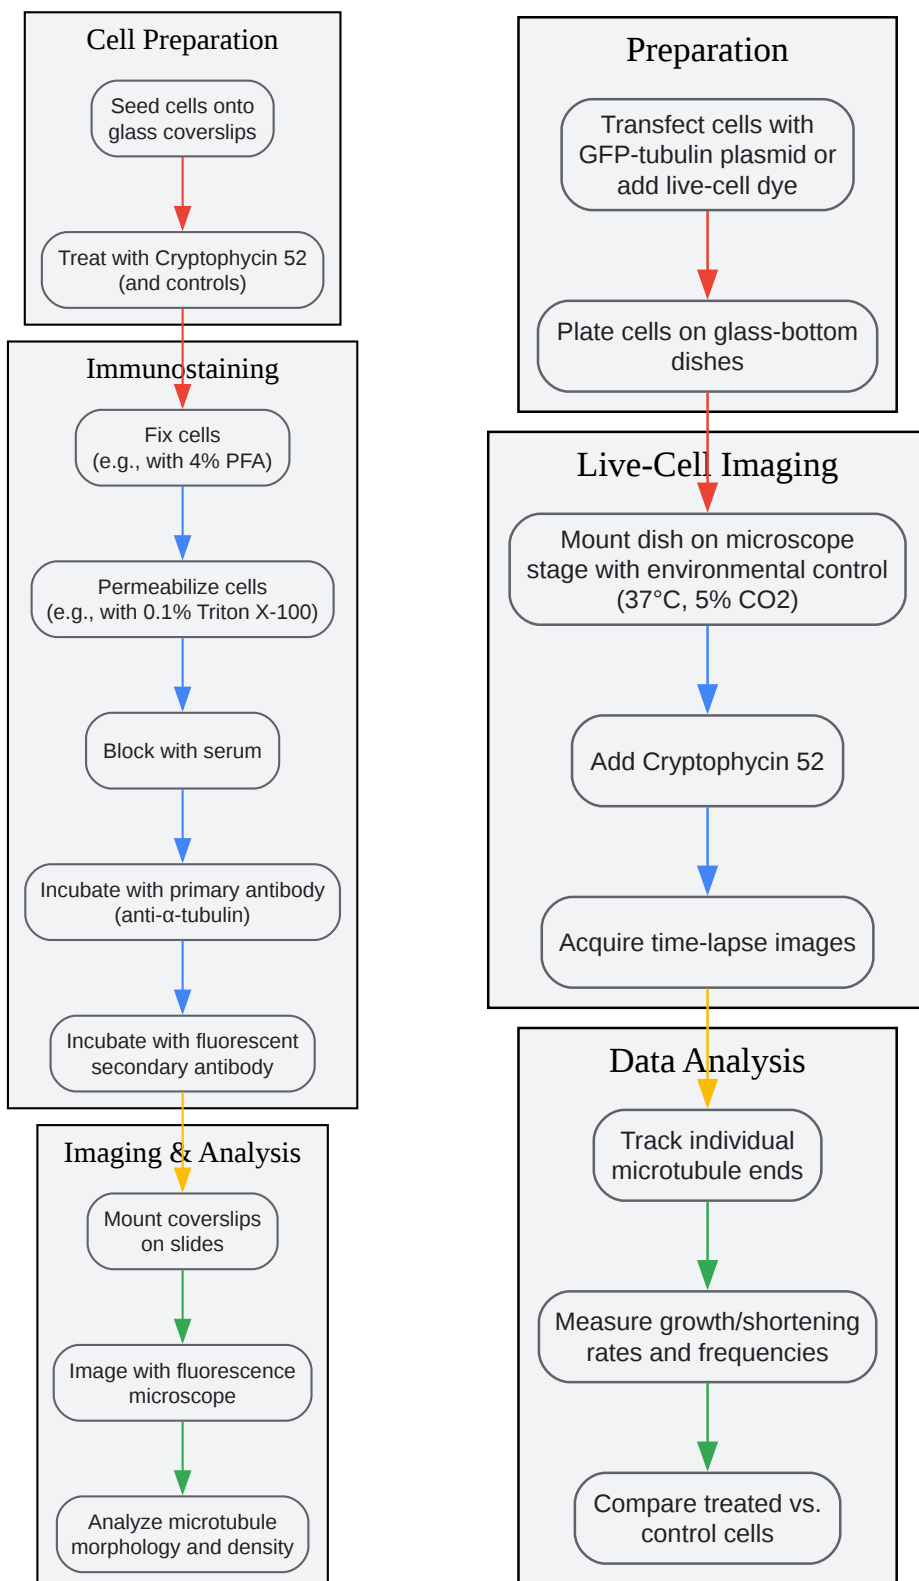 Cell Preparation
Seed cells onto
glass coverslips
Treat with Cryptophycin 52
(and controls)
Immunostaining
Fix cells
(e.g., with 4% PFA)
Permeabilize cells
(e.g., with 0.1% Triton X-100)
Block with serum
Incubate with primary antibody
(anti-α-tubulin)
Incubate with fluorescent
secondary antibody
Imaging & Analysis
Mount coverslips
on slides
Image with fluorescence
microscope
Analyze microtubule
morphology and density
Preparation
Transfect cells with
GFP-tubulin plasmid or
add live-cell dye
Plate cells on glass-bottom
dishes
Live-Cell Imaging
Mount dish on microscope
stage with environmental control
(37°C, 5% CO2)
Add Cryptophycin 52
Acquire time-lapse images
Data Analysis
Track individual
microtubule ends
Measure growth/shortening
rates and frequencies
Compare treated vs.
control cells